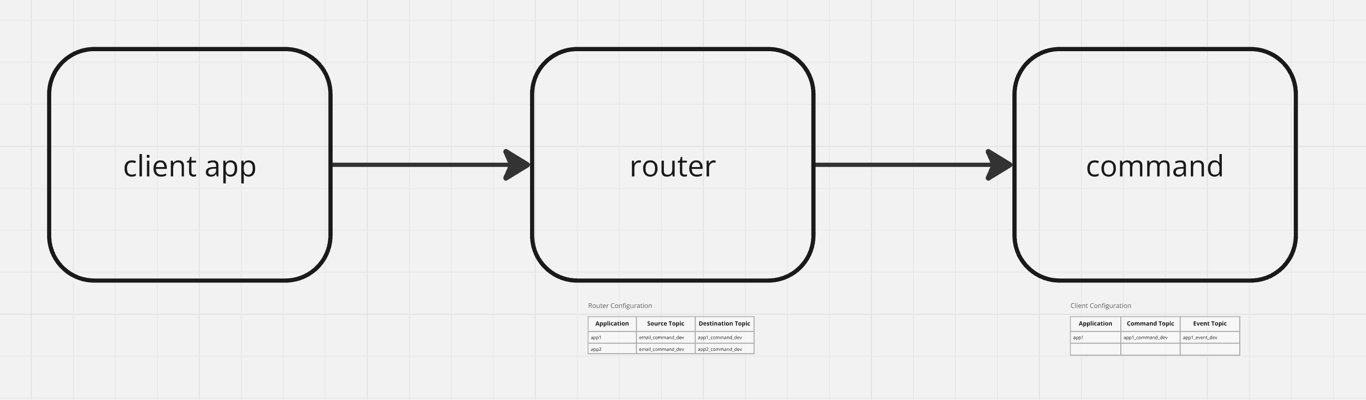 client app
router
command
Router Configuration
Application Source Topic Destination Topic
app1 email_command_dev app1_command_dev
app2 email_command_dev app2_command_dev
Client Configuration
Application Command Topic Event Topic
app1 app1_command_dev app1_event_dev